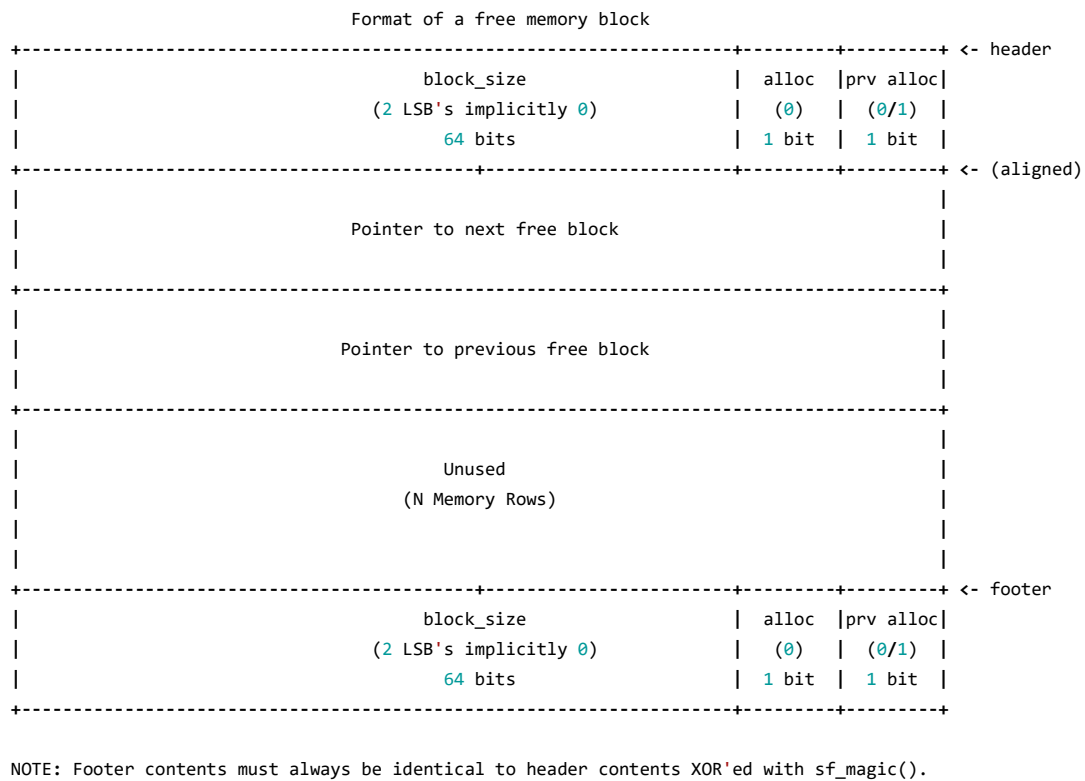 Format of a free memory block
+---------------------------------------------------------------------+---------+---------+ <- header
| block_size | alloc |prv alloc|
| (2 LSB's implicitly 0) | (0) | (0/1) |
| 64 bits | 1 bit | 1 bit |
+--------------------------------------------+------------------------+---------+---------+ <- (aligned)
| |
| Pointer to next free block |
| |
+-----------------------------------------------------------------------------------------+
| |
| Pointer to previous free block |
| |
+-----------------------------------------------------------------------------------------+
| |
| Unused |
| (N Memory Rows) |
| |
| |
+--------------------------------------------+------------------------+---------+---------+ <- footer
| block_size | alloc |prv alloc|
| (2 LSB's implicitly 0) | (0) | (0/1) |
| 64 bits | 1 bit | 1 bit |
+---------------------------------------------------------------------+---------+---------+
NOTE: Footer contents must always be identical to header contents XOR'ed with sf_magic().